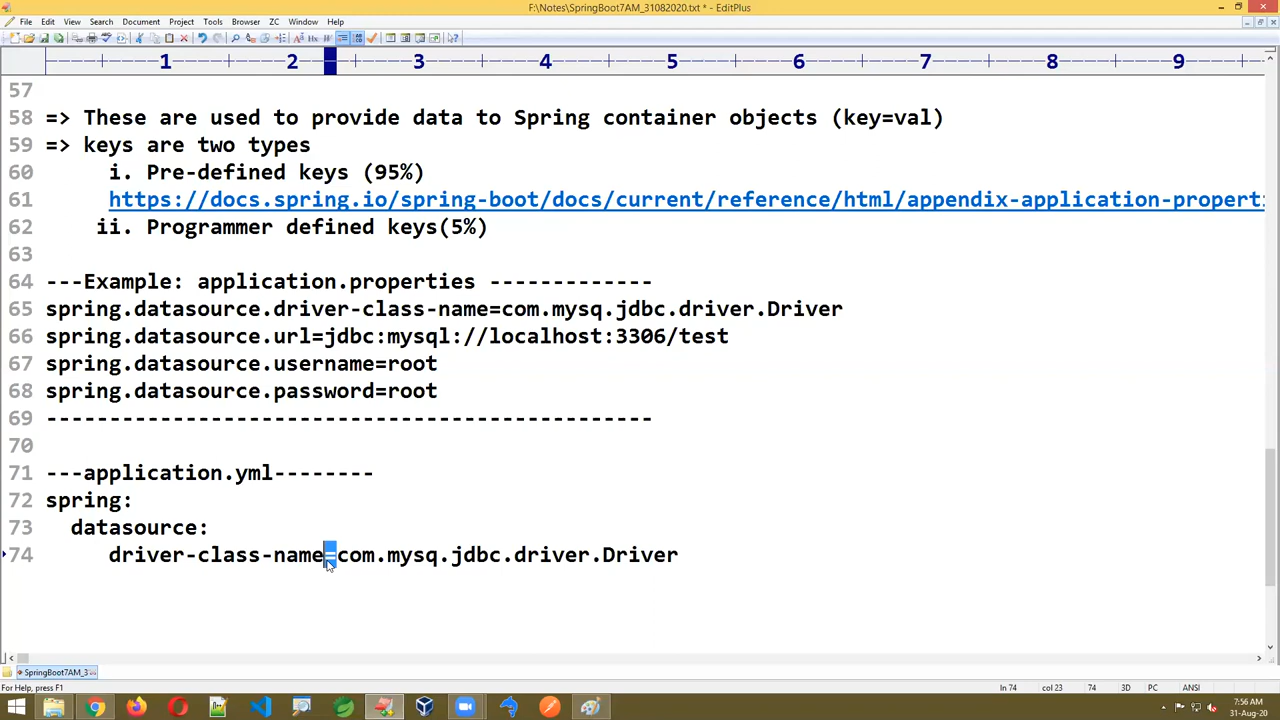 F:\Notes\SpringBoot7AM_31082020.txt * - EditPlus
File Edit View Search Document Project Tools Browser ZC Window Help
1 2 3 4 5 6 7 8 9
57
58 => These are used to provide data to Spring container objects (key=val)
59 => keys are two types
60 i. Pre-defined keys (95%)
61 https://docs.spring.io/spring-boot/docs/current/reference/html/appendix-application-properti
62 ii. Programmer defined keys(5%)
63
64 ---Example: application.properties -------------
65 spring.datasource.driver-class-name=com.mysq.jdbc.driver.Driver
66 spring.datasource.url=jdbc:mysql://localhost:3306/test
67 spring.datasource.username=root
68 spring.datasource.password=root
69 ------------------------------------------------
70
71 ---application.yml--------
72 spring:
73 datasource:
74 driver-class-name=com.mysq.jdbc.driver.Driver
SpringBoot7AM_3
For Help, press F1 ln 74 col 23 74 3D PC ANSI
7:56 AM
31-Aug-20